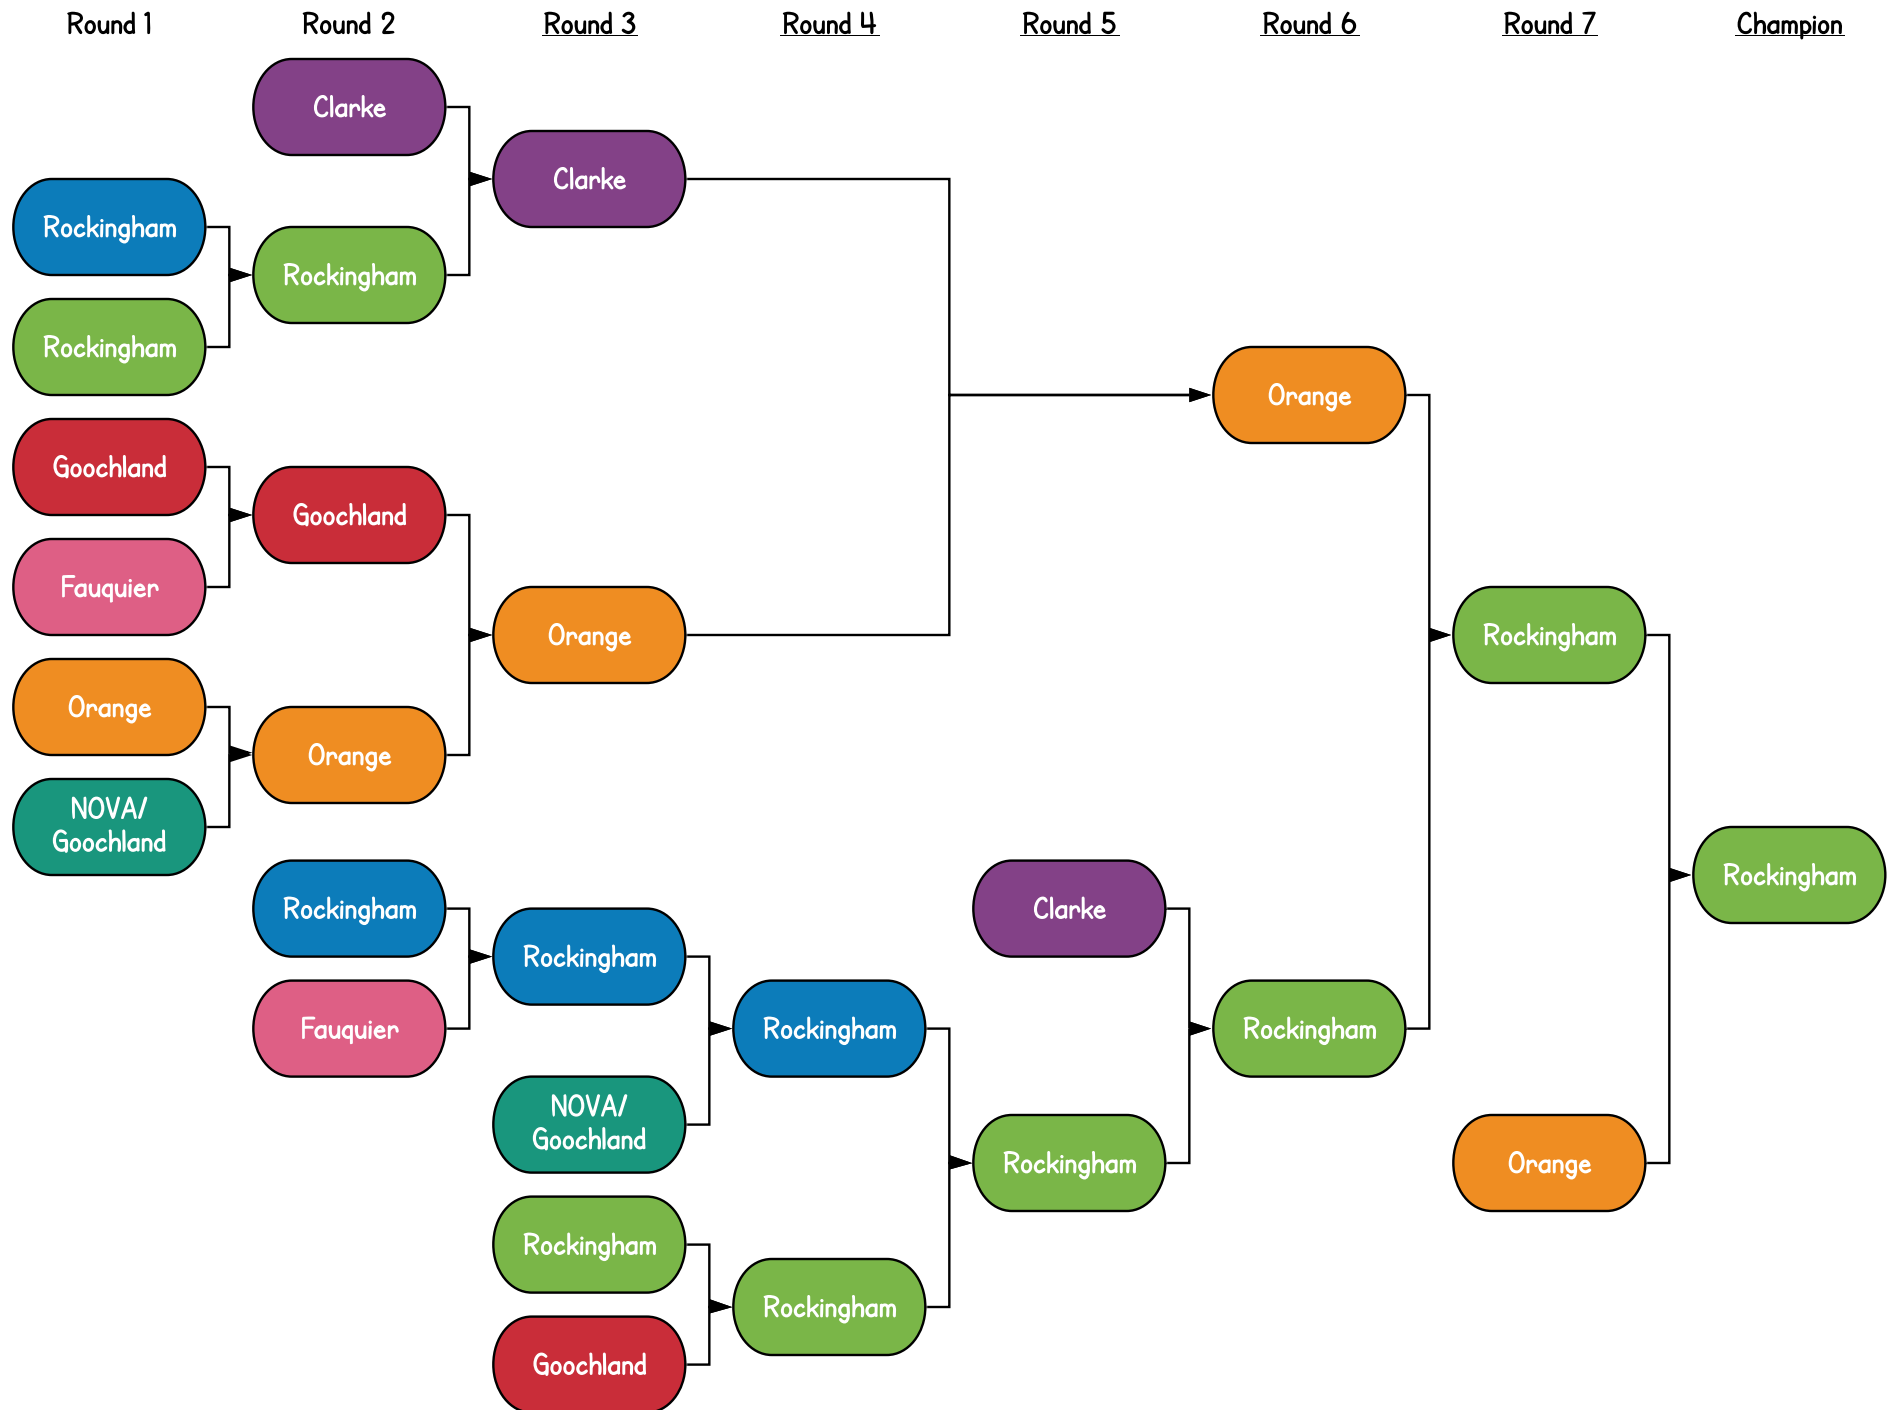 Round 1
Round 2
Round 3
Round 4
Round 5
Round 6
Round 7
Champion
Clarke
Clarke
Rockingham
Rockingham
Rockingham
Orange
Goochland
Goochland
Fauquier
Orange
Rockingham
Orange
Orange
NOVA/
Goochland
Rockingham
Rockingham
Clarke
Rockingham
Fauquier
Rockingham
Rockingham
NOVA/
Goochland
Rockingham
Orange
Rockingham
Rockingham
Goochland